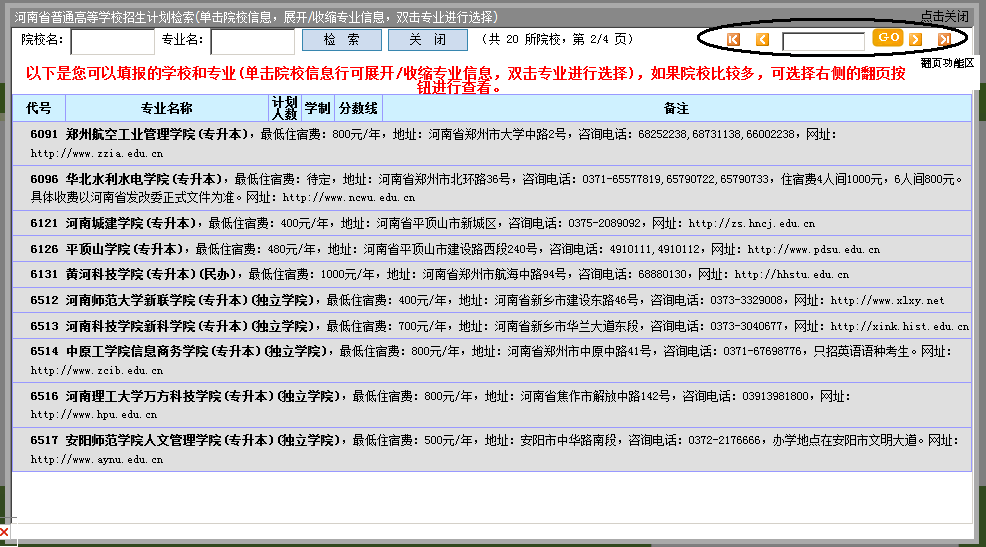 河南省普通高等学校招生计划检索(单击院校信息，展开/收缩专业信息，双击专业进行选择)
点击关闭
院校名： 专业名： 检 索 关 闭 (共 20 所院校，第 2/4 页) GO
翻页功能区
以下是您可以填报的学校和专业(单击院校信息行可展开/收缩专业信息，双击专业进行选择)，如果院校比较多，可选择右侧的翻页按
钮进行查看。
代号 专业名称 计划人数 学制 分数线 备注
6091 郑州航空工业管理学院(专升本)，最低住宿费：800元/年，地址：河南省郑州市大学中路2号，咨询电话：68252238,68731138,66002238，网址：
http://www.zzia.edu.cn
6096 华北水利水电学院(专升本)，最低住宿费：待定，地址：河南省郑州市北环路36号，咨询电话：0371-65577819,65790722,65790733，住宿费4人间1000元，6人间800元。
具体收费以河南省发改委正式文件为准。网址：http://www.ncwu.edu.cn
6121 河南城建学院(专升本)，最低住宿费：400元/年，地址：河南省平顶山市新城区，咨询电话：0375-2089092，网址：http://zs.hncj.edu.cn
6126 平顶山学院(专升本)，最低住宿费：480元/年，地址：河南省平顶山市建设路西段240号，咨询电话：4910111,4910112，网址：http://www.pdsu.edu.cn
6131 黄河科技学院(专升本)(民办)，最低住宿费：1000元/年，地址：河南省郑州市航海中路94号，咨询电话：68880130，网址：http://hhstu.edu.cn
6512 河南师范大学新联学院(专升本)(独立学院)，最低住宿费：400元/年，地址：河南省新乡市建设东路46号，咨询电话：0373-3329008，网址：http://www.xlxy.net
6513 河南科技学院新科学院(专升本)(独立学院)，最低住宿费：700元/年，地址：河南省新乡市华兰大道东段，咨询电话：0373-3040677，网址：http://xink.hist.edu.cn
6514 中原工学院信息商务学院(专升本)(独立学院)，最低住宿费：800元/年，地址：河南省郑州市中原中路41号，咨询电话：0371-67698776，只招英语语种考生。网址：
http://www.zcib.edu.cn
6516 河南理工大学万方科技学院(专升本)(独立学院)，最低住宿费：800元/年，地址：河南省焦作市解放中路142号，咨询电话：03913981800，网址：
http://www.hpu.edu.cn
6517 安阳师范学院人文管理学院(专升本)(独立学院)，最低住宿费：500元/年，地址：安阳市中华路南段，咨询电话：0372-2176666，办学地点在安阳市文明大道。网址：
http://www.aynu.edu.cn